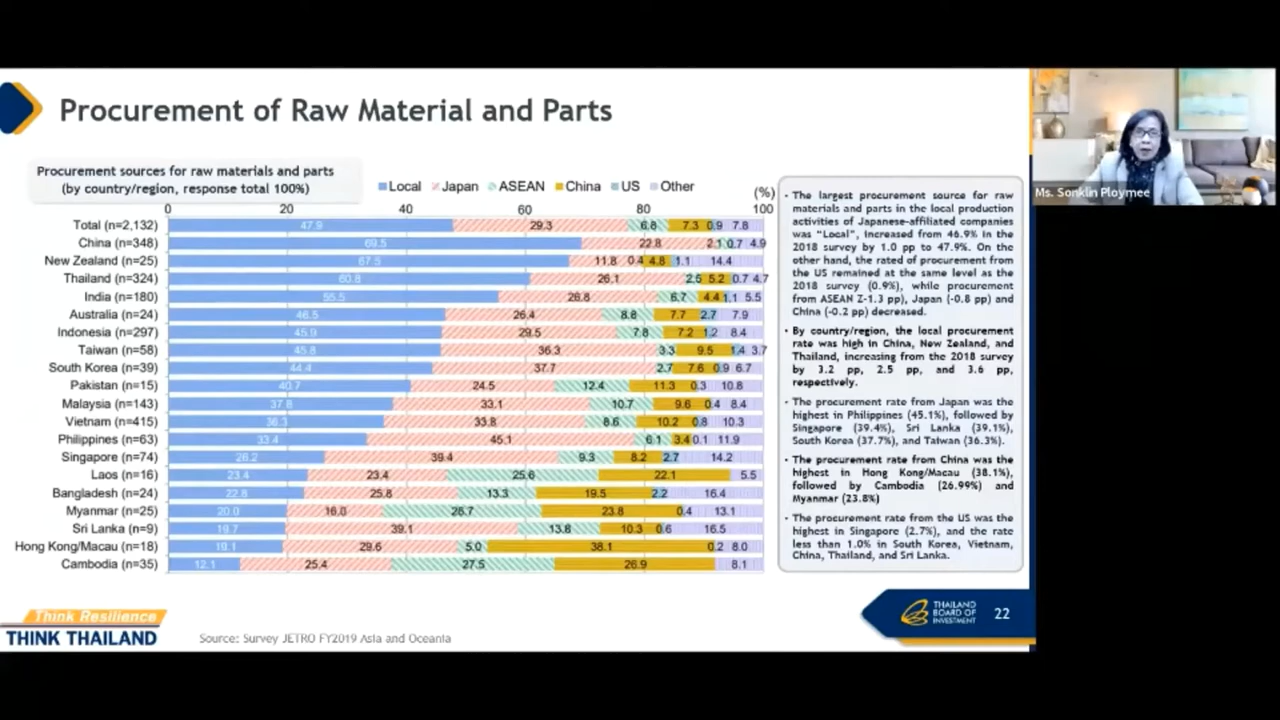 Procurement of Raw Material and Parts
Procurement sources for raw materials and parts
(by country/region, response total 100%)
Local Japan ASEAN China US Other
(%)
0 20 40 60 80 100
Total (n=2,132) 47.9 29.3 6.8 7.3 0.9 7.8
China (n=348) 69.5 22.8 2.1 0.7 4.9
New Zealand (n=25) 67.5 11.8 0.4 4.8 1.1 14.4
Thailand (n=324) 60.8 26.1 2.5 5.2 0.7 4.7
India (n=180) 55.5 26.8 6.7 4.4 1.1 5.5
Australia (n=24) 46.5 26.4 8.8 7.7 2.7 7.9
Indonesia (n=297) 45.9 29.5 7.8 7.2 1.2 8.4
Taiwan (n=58) 45.8 36.3 3.3 9.5 1.4 3.7
South Korea (n=39) 44.4 37.7 2.7 7.6 0.9 6.7
Pakistan (n=15) 40.7 24.5 12.4 11.3 0.3 10.8
Malaysia (n=143) 37.8 33.1 10.7 9.6 0.4 8.4
Vietnam (n=415) 36.3 33.8 8.6 10.2 0.8 10.3
Philippines (n=63) 33.4 45.1 6.1 3.4 0.1 11.9
Singapore (n=74) 26.2 39.4 9.3 8.2 2.7 14.2
Laos (n=16) 23.4 23.4 25.6 22.1 5.5
Bangladesh (n=24) 22.8 25.8 13.3 19.5 2.2 16.4
Myanmar (n=25) 20.0 16.0 26.7 23.8 0.4 13.1
Sri Lanka (n=9) 19.7 39.1 13.8 10.3 0.6 16.5
Hong Kong/Macau (n=18) 19.1 29.6 5.0 38.1 0.2 8.0
Cambodia (n=35) 12.1 25.4 27.5 26.9 8.1
• The largest procurement source for raw
materials and parts in the local production
activities of Japanese-affiliated companies
was "Local", increased from 46.9% in the
2018 survey by 1.0 pp to 47.9%. On the
other hand, the rated of procurement from
the US remained at the same level as the
2018 survey (0.9%), while procurement
from ASEAN Z-1.3 pp), Japan (-0.8 pp) and
China (-0.2 pp) decreased.
• By country/region, the local procurement
rate was high in China, New Zealand, and
Thailand, increasing from the 2018 survey
by 3.2 pp, 2.5 pp, and 3.6 pp,
respectively.
• The procurement rate from Japan was the
highest in Philippines (45.1%), followed by
Singapore (39.4%), Sri Lanka (39.1%),
South Korea (37.7%), and Taiwan (36.3%).
• The procurement rate from China was the
highest in Hong Kong/Macau (38.1%),
followed by Cambodia (26.99%) and
Myanmar (23.8%)
• The procurement rate from the US was the
highest in Singapore (2.7%), and the rate
less than 1.0% in South Korea, Vietnam,
China, Thailand, and Sri Lanka.
Ms. Sonklin Ploymee
Think Resilience
THINK THAILAND
Source: Survey JETRO FY2019 Asia and Oceania
THAILAND
BOARD OF
INVESTMENT
22